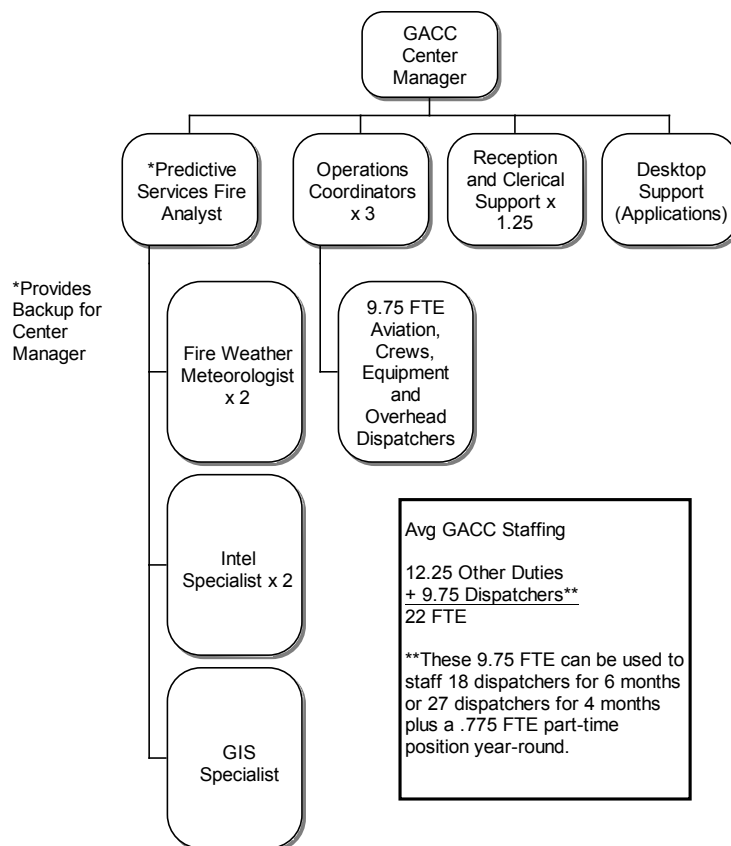 GACC
Center
Manager
*Predictive
Services Fire
Analyst
Operations
Coordinators
x 3
Reception
and Clerical
Support x
1.25
Desktop
Support
(Applications)
*Provides
Backup for
Center
Manager
Fire Weather
Meteorologist
x 2
9.75 FTE
Aviation,
Crews,
Equipment
and
Overhead
Dispatchers
Intel
Specialist x 2
GIS
Specialist
Avg GACC Staffing
12.25 Other Duties
+ 9.75 Dispatchers**
22 FTE
**These 9.75 FTE can be used to
staff 18 dispatchers for 6 months
or 27 dispatchers for 4 months
plus a .775 FTE part-time
position year-round.